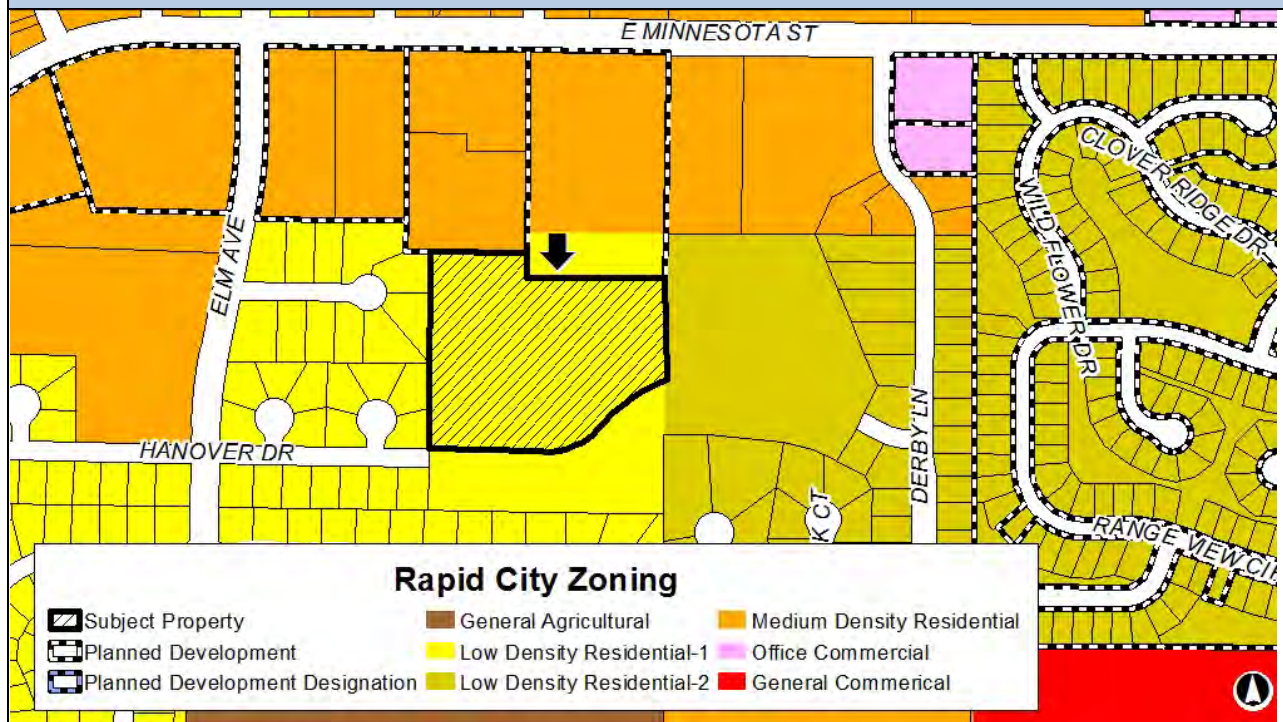 E MINNESOTA ST
CLOVER RIDGE DR
WILD FLOWER DR
ELM AVE
HANOVER DR
DERBY LN
K CT
RANGE VIEW CI
Rapid City Zoning
Subject Property
General Agricultural
Medium Density Residential
Planned Development
Low Density Residential-1
Office Commercial
Planned Development Designation
Low Density Residential-2
General Commerical